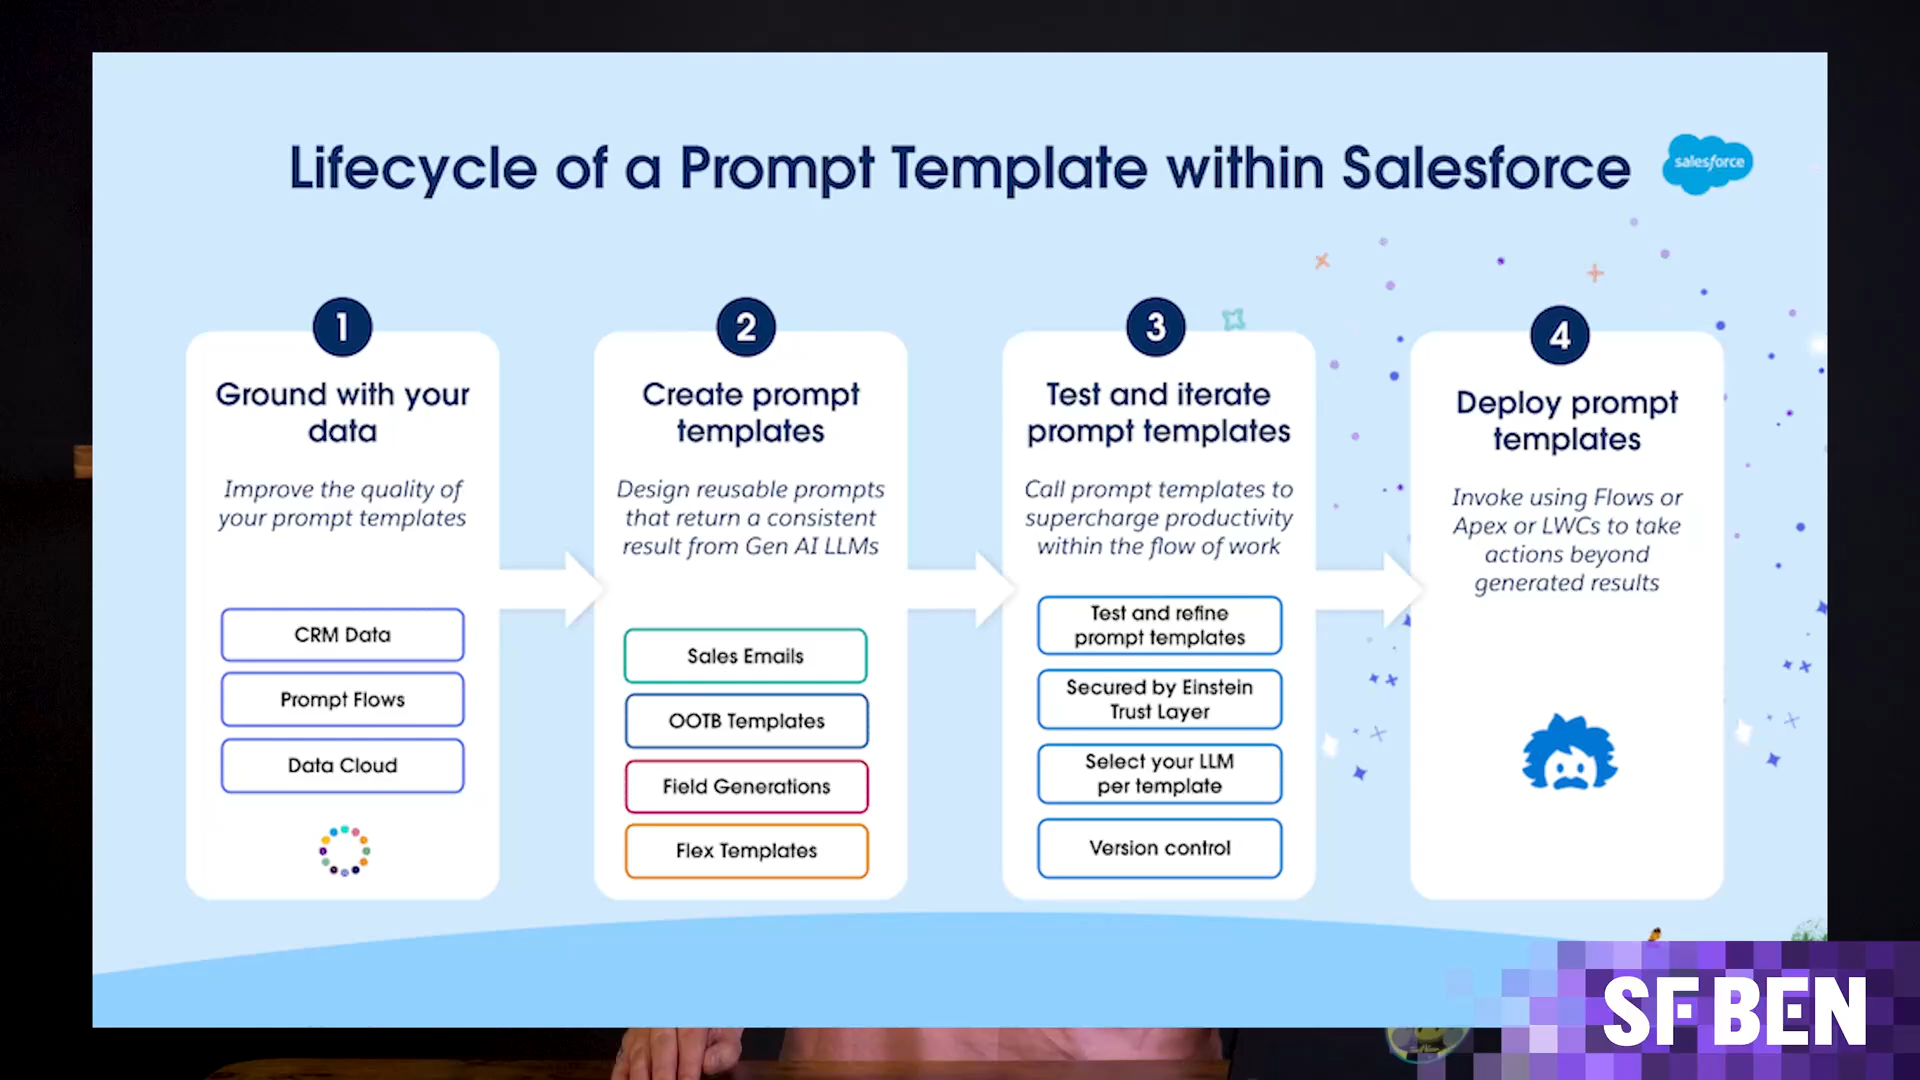 Lifecycle of a Prompt Template within Salesforce
salesforce
1
Ground with your
data
Improve the quality of
your prompt templates
CRM Data
Prompt Flows
Data Cloud
2
Create prompt
templates
Design reusable prompts
that return a consistent
result from Gen AI LLMs
Sales Emails
OOTB Templates
Field Generations
Flex Templates
3
Test and iterate
prompt templates
Call prompt templates to
supercharge productivity
within the flow of work
Test and refine
prompt templates
Secured by Einstein
Trust Layer
Select your LLM
per template
Version control
4
Deploy prompt
templates
Invoke using Flows or
Apex or LWCs to take
actions beyond
generated results
SF BEN